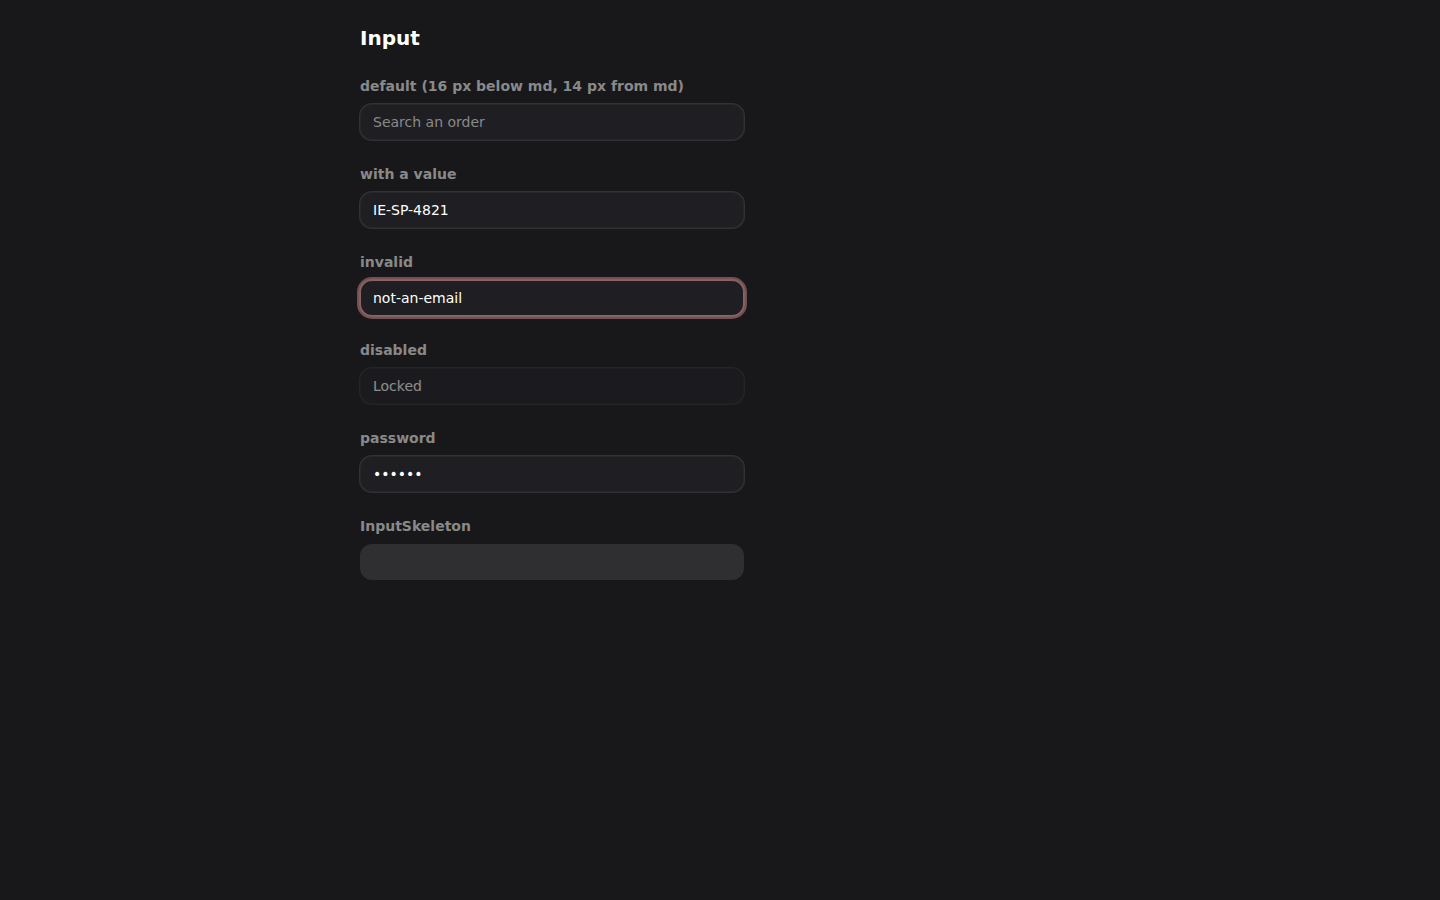 Input
default (16 px below md, 14 px from md)
Search an order
with a value
IE-SP-4821
invalid
not-an-email
disabled
Locked
password
••••••
InputSkeleton